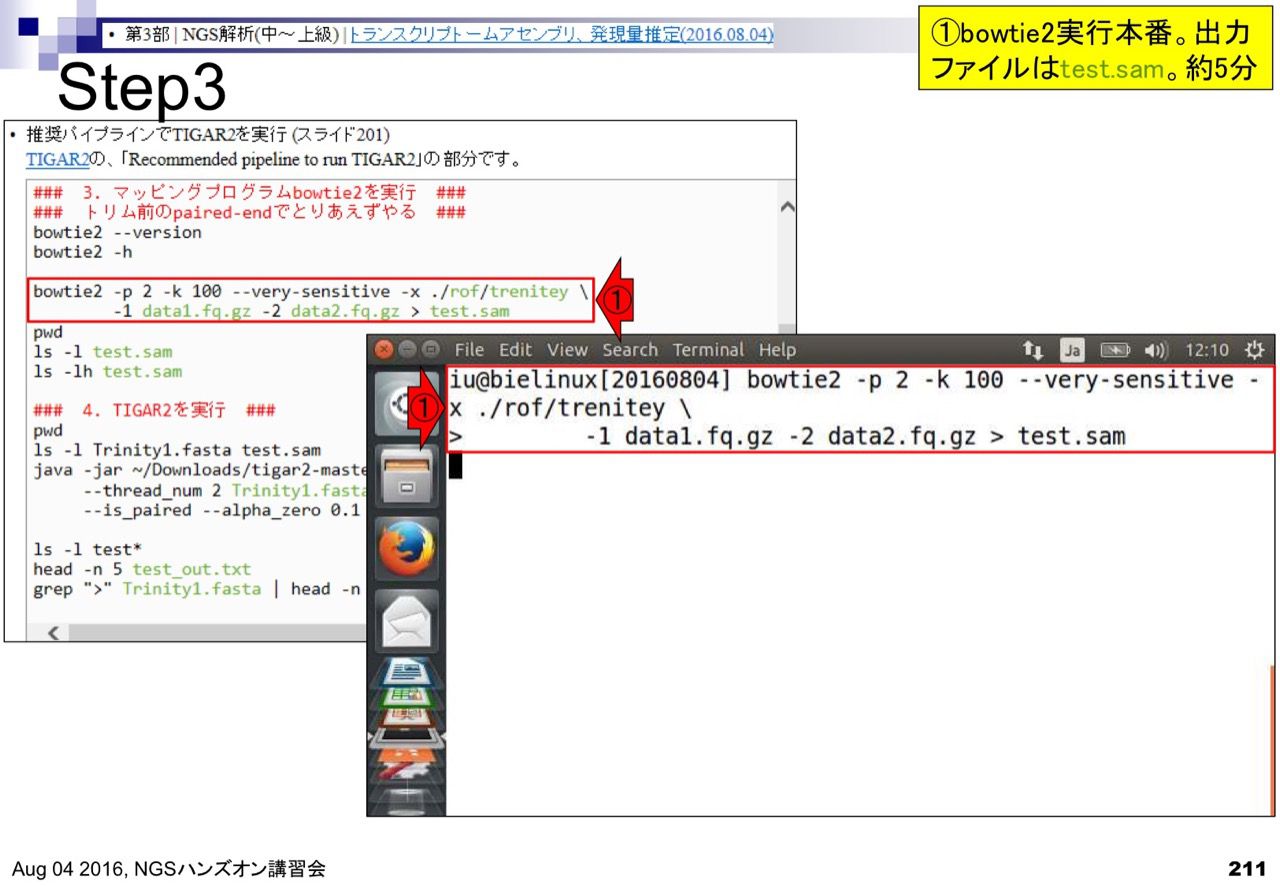 • 第3部 | NGS解析(中～上級) | トランスクリプトームアセンブリ、発現量推定(2016.08.04)
①bowtie2実行本番。出力
ファイルはtest.sam。約5分
Step3
• 推奨パイプラインでTIGAR2を実行 (スライド201)
TIGAR2の、「Recommended pipeline to run TIGAR2」の部分です。
### 3. マッピングプログラムbowtie2を実行 ###
### トリム前のpaired-endでとりあえずやる ###
bowtie2 --version
bowtie2 -h
bowtie2 -p 2 -k 100 --very-sensitive -x ./rof/trenitey \
-1 data1.fq.gz -2 data2.fq.gz > test.sam
①
pwd
ls -l test.sam
ls -lh test.sam
### 4. TIGAR2を実行 ###
pwd
ls -l Trinity1.fasta test.sam
java -jar ~/Downloads/tigar2-maste
--thread_num 2 Trinity1.fasta
--is_paired --alpha_zero 0.1
ls -l test*
head -n 5 test_out.txt
grep ">" Trinity1.fasta | head -n
File Edit View Search Terminal Help
Ja
12:10
①
iu@bielinux[20160804] bowtie2 -p 2 -k 100 --very-sensitive -
x ./rof/trenitey \
> -1 data1.fq.gz -2 data2.fq.gz > test.sam
Aug 04 2016, NGSハンズオン講習会
211